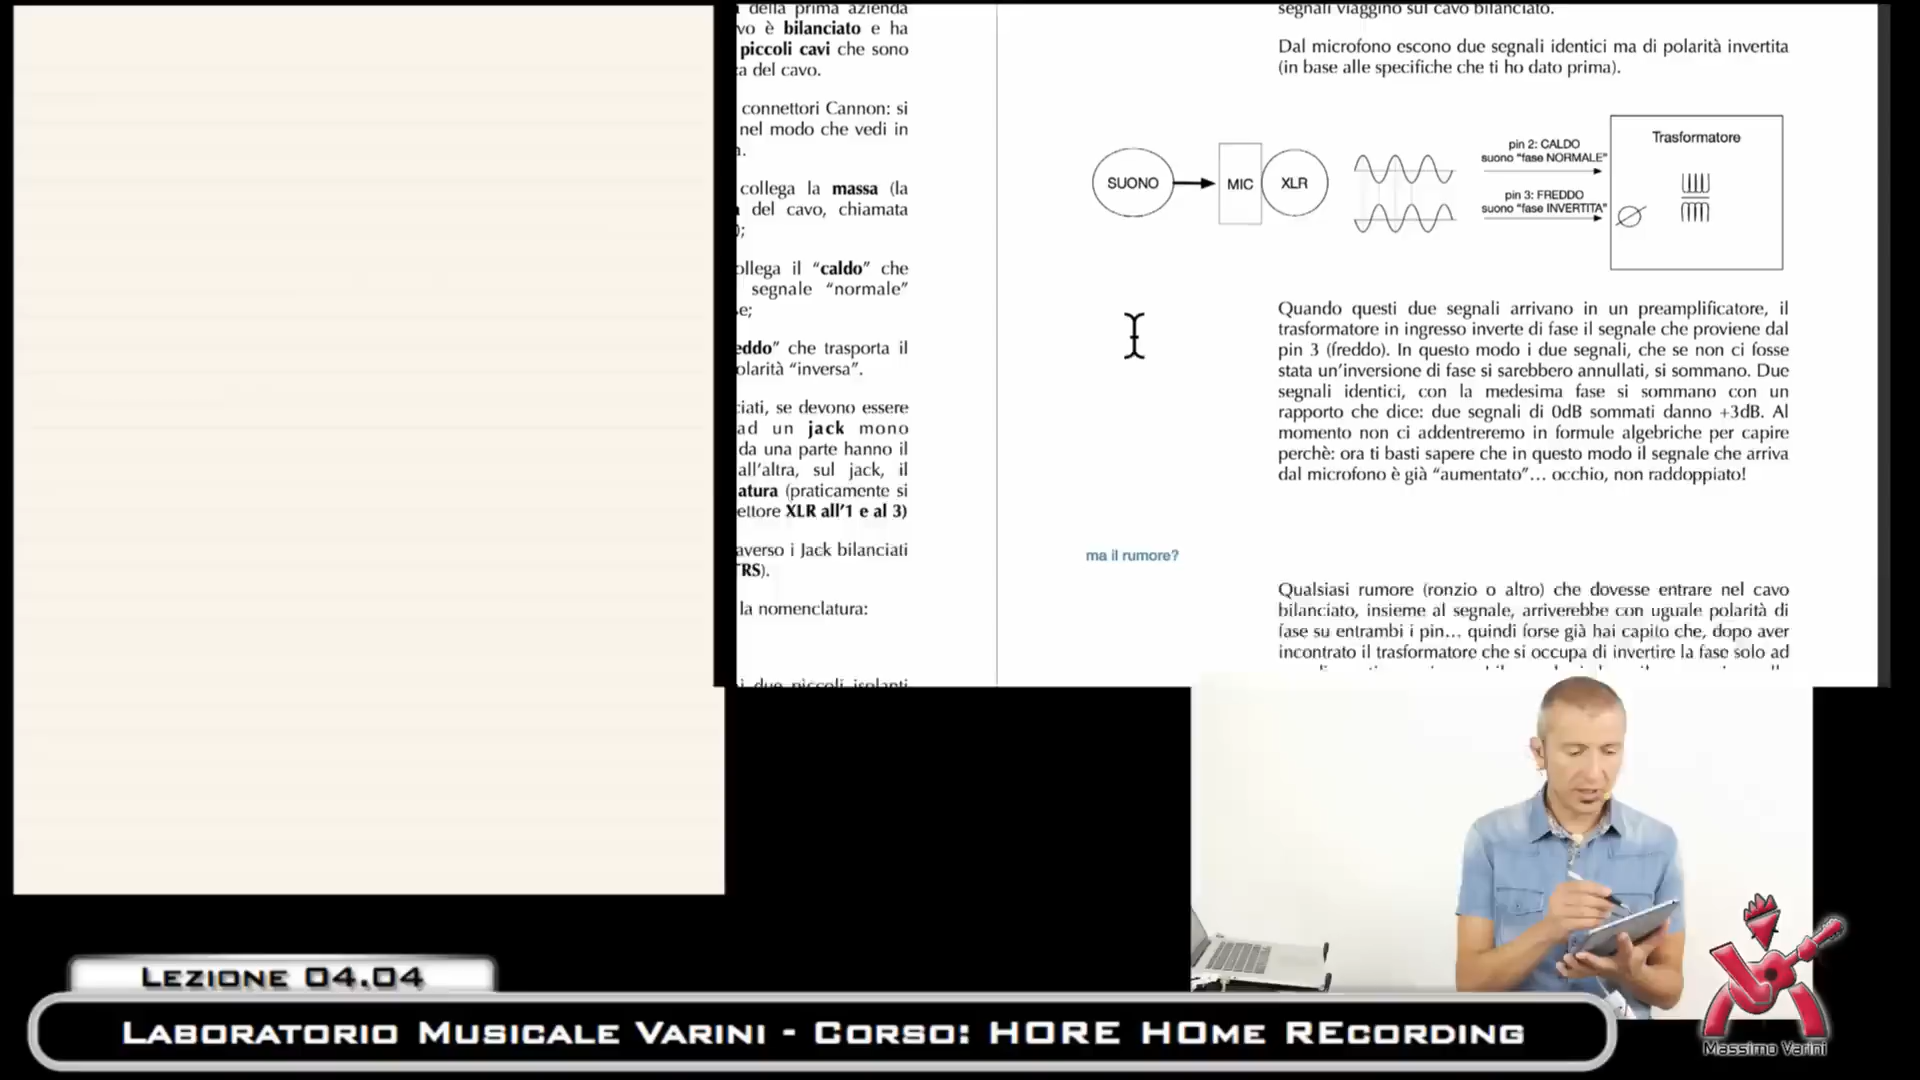 della prima azienda
vo è bilanciato e ha
piccoli cavi che sono
a del cavo.
connettori Cannon: si
nel modo che vedi in
collega la massa (la
del cavo, chiamata
);
ollega il “caldo” che
segnale “normale”
e;
eddo” che trasporta il
olarità “inversa”.
iati, se devono essere
ad un jack mono
da una parte hanno il
all’altra, sul jack, il
atura (praticamente si
ettore XLR all’1 e al 3)
averso i Jack bilanciati
TRS).
la nomenclatura:
i due piccoli isolanti
segnali viaggino sul cavo bilanciato.
Dal microfono escono due segnali identici ma di polarità invertita
(in base alle specifiche che ti ho dato prima).
SUONO
MIC
XLR
pin 2: CALDO
suono “fase NORMALE”
pin 3: FREDDO
suono “fase INVERTITA”
Trasformatore
Quando questi due segnali arrivano in un preamplificatore, il
trasformatore in ingresso inverte di fase il segnale che proviene dal
pin 3 (freddo). In questo modo i due segnali, che se non ci fosse
stata un’inversione di fase si sarebbero annullati, si sommano. Due
segnali identici, con la medesima fase si sommano con un
rapporto che dice: due segnali di 0dB sommati danno +3dB. Al
momento non ci addentreremo in formule algebriche per capire
perchè: ora ti basti sapere che in questo modo il segnale che arriva
dal microfono è già “aumentato”… occhio, non raddoppiato!
ma il rumore?
Qualsiasi rumore (ronzio o altro) che dovesse entrare nel cavo
bilanciato, insieme al segnale, arriverebbe con uguale polarità di
fase su entrambi i pin… quindi forse già hai capito che, dopo aver
incontrato il trasformatore che si occupa di invertire la fase solo ad
Lezione 04.04
Laboratorio Musicale Varini - Corso: HORE HOme REcording
Massimo Varini